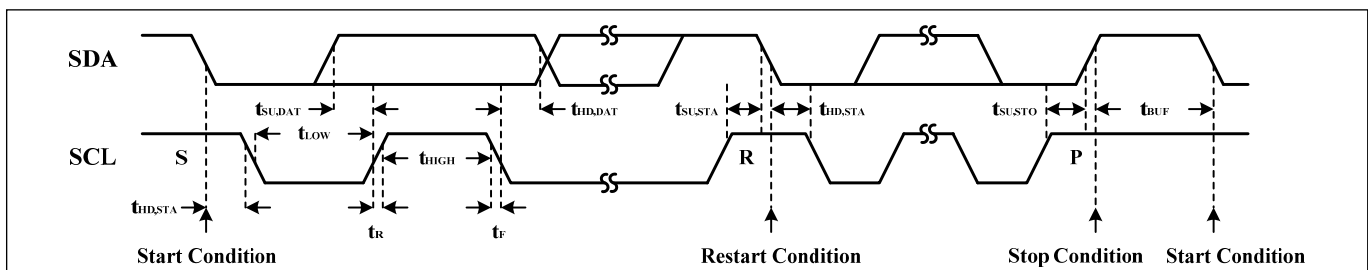 SDA
tSU,DAT tHD,DAT tSU,STA tHD,STA tSU,STO tBUF
tLOW
SCL S tHIGH R P
tHD,STA
tR tF
Start Condition Restart Condition Stop Condition Start Condition